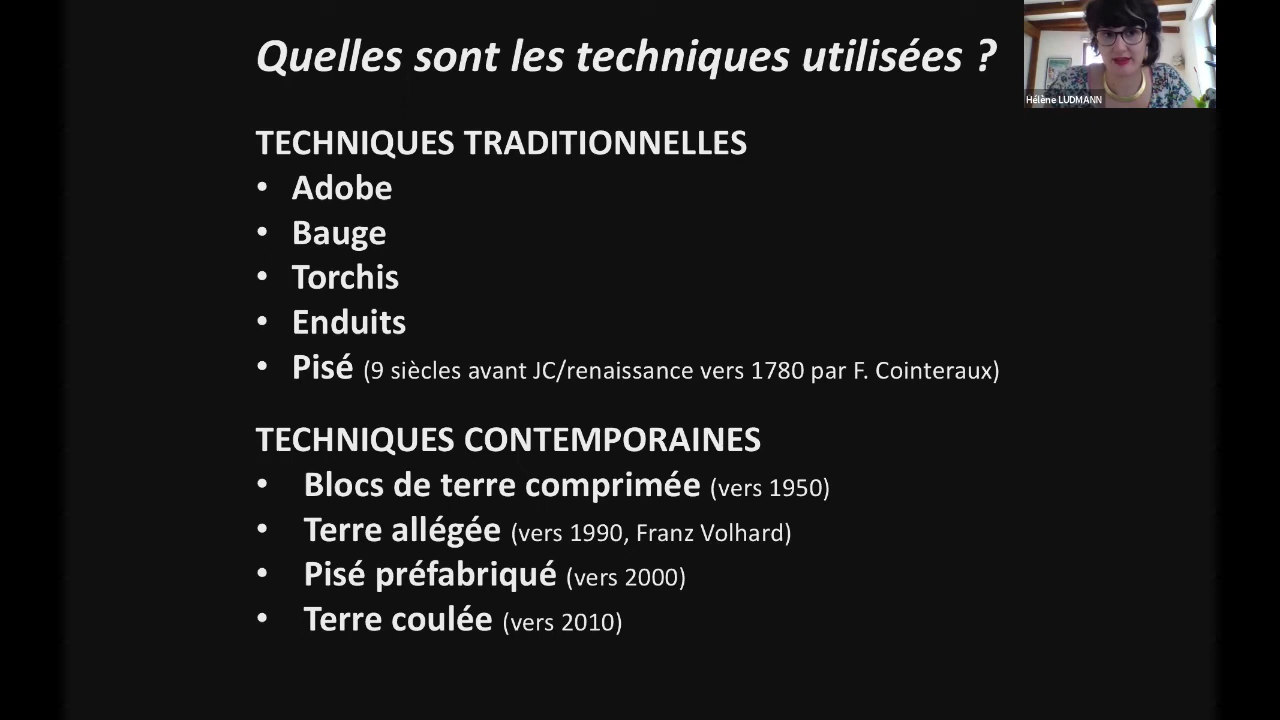 Quelles sont les techniques utilisées ?
Hélène LUDMANN
TECHNIQUES TRADITIONNELLES
• Adobe
• Bauge
• Torchis
• Enduits
• Pisé (9 siècles avant JC/renaissance vers 1780 par F. Cointeraux)
TECHNIQUES CONTEMPORAINES
• Blocs de terre comprimée (vers 1950)
• Terre allégée (vers 1990, Franz Volhard)
• Pisé préfabriqué (vers 2000)
• Terre coulée (vers 2010)